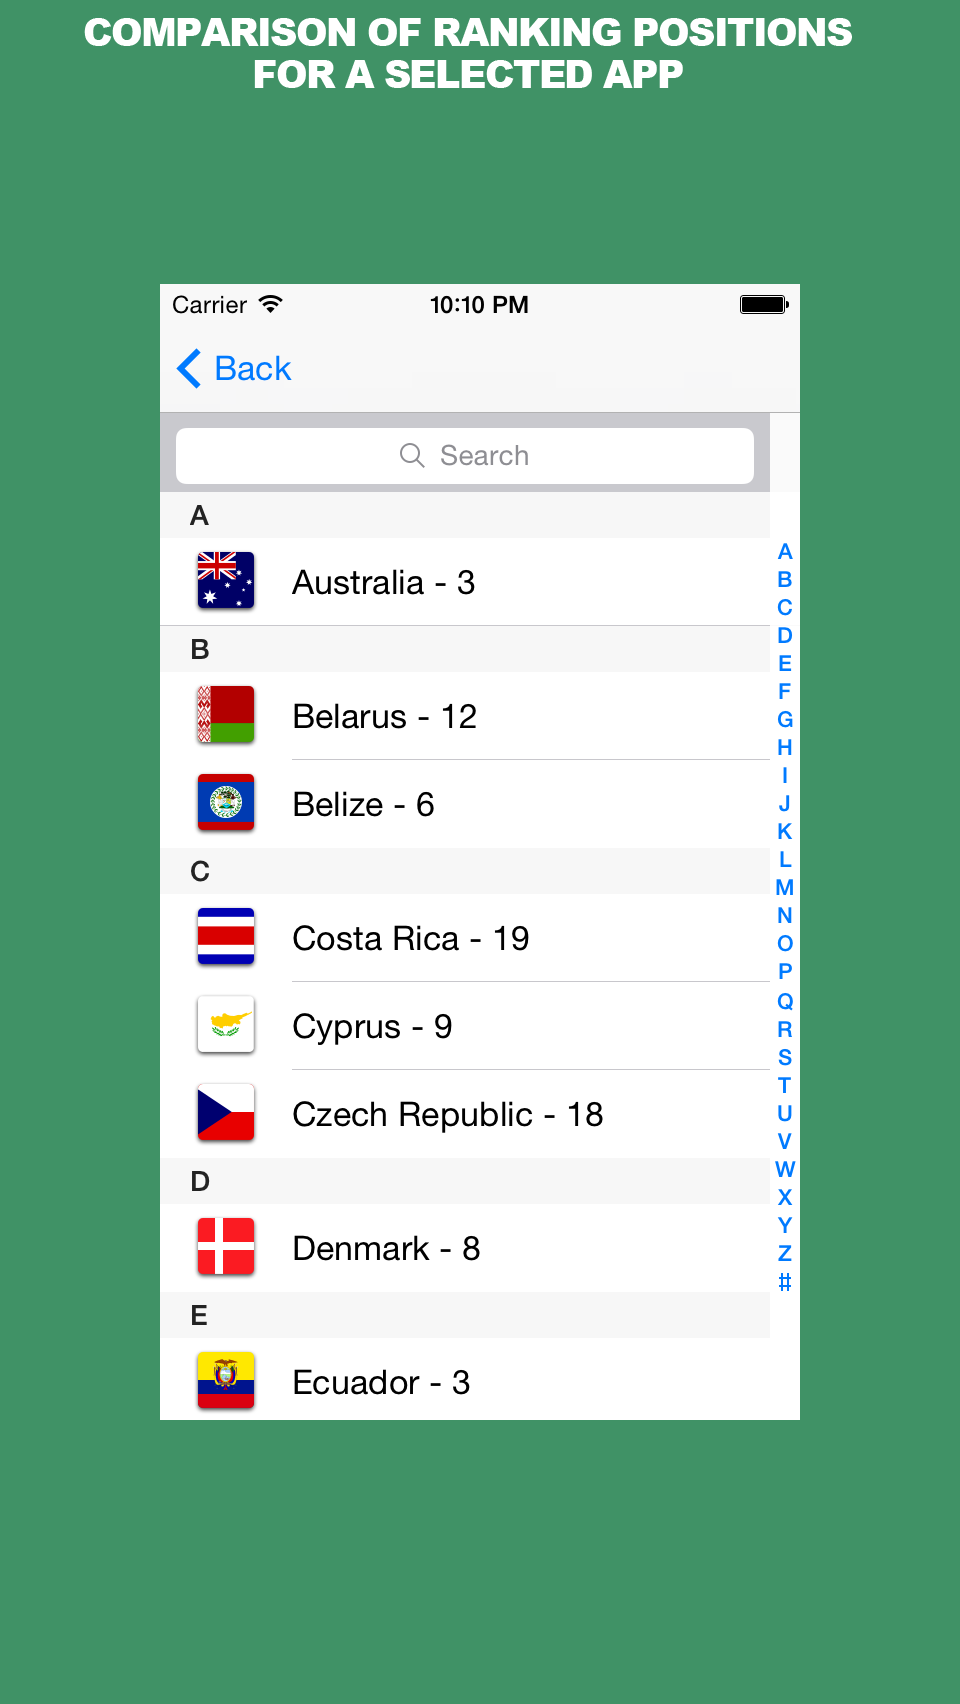 COMPARISON OF RANKING POSITIONS
FOR A SELECTED APP
Carrier 10:10 PM
Back
Search
A
Australia - 3
B
Belarus - 12
Belize - 6
C
Costa Rica - 19
Cyprus - 9
Czech Republic - 18
D
Denmark - 8
E
Ecuador - 3
A
B
C
D
E
F
G
H
I
J
K
L
M
N
O
P
Q
R
S
T
U
V
W
X
Y
Z
#